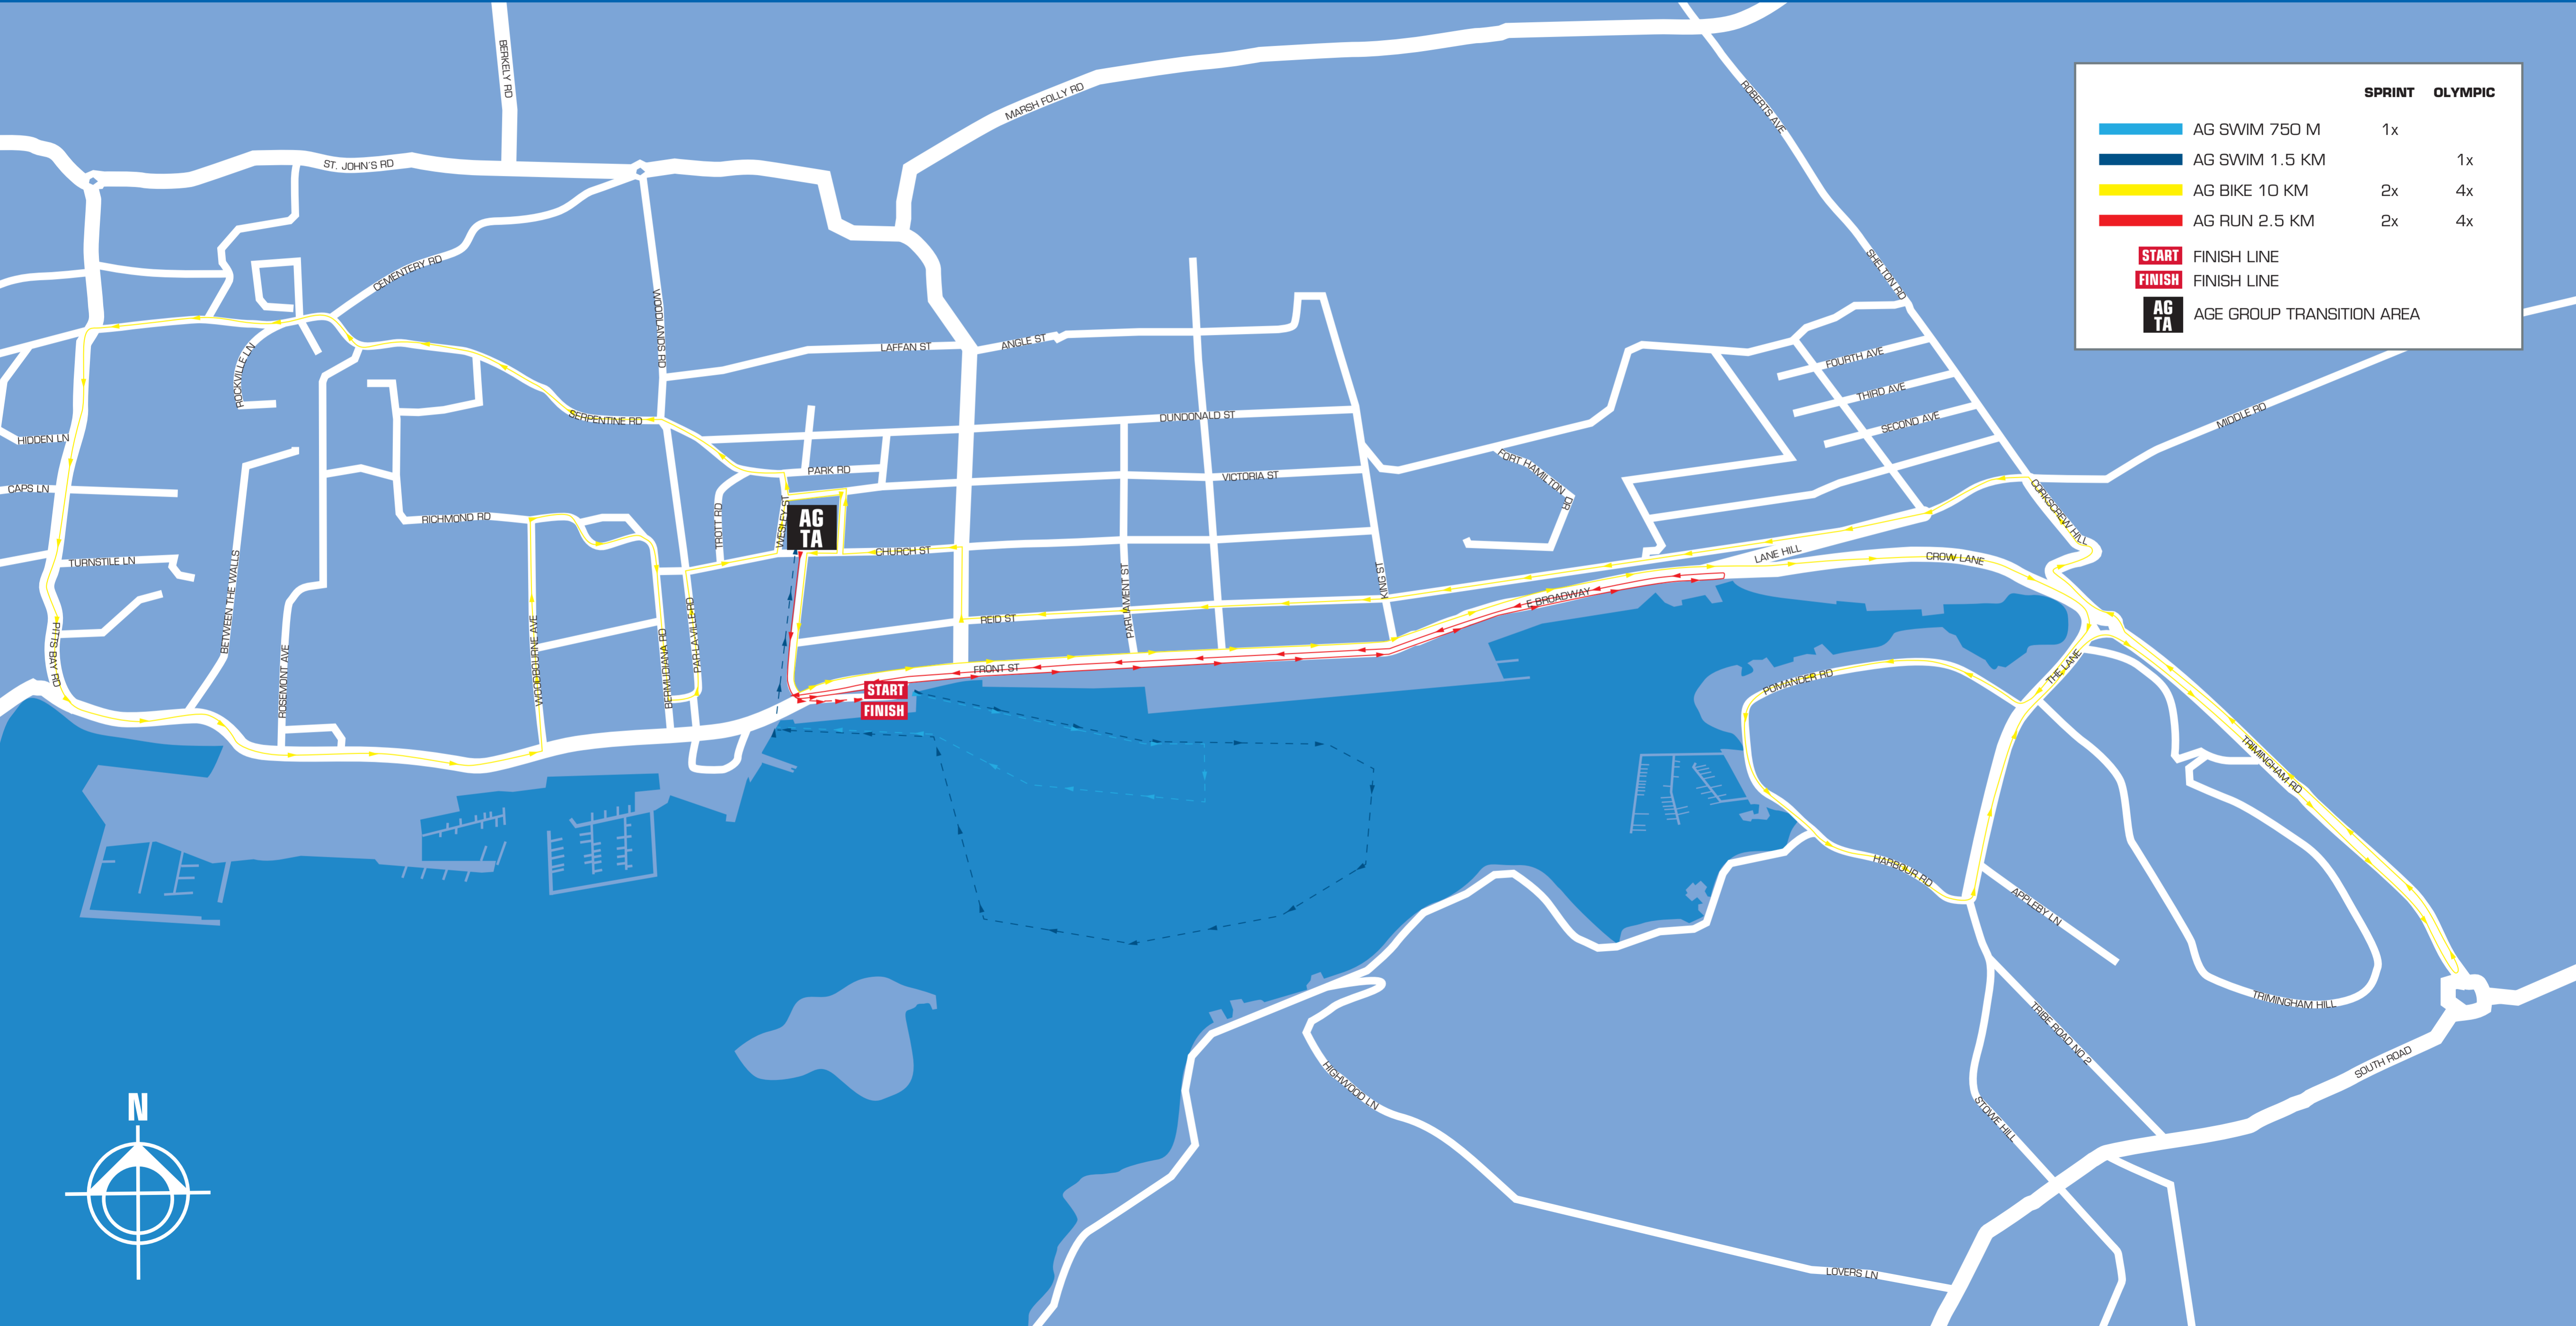 BERKELY RD
MARSH FOLLY RD
ROBERTS AVE
SPRINT OLYMPIC
AG SWIM 750 M 1x
AG SWIM 1.5 KM 1x
AG BIKE 10 KM 2x 4x
AG RUN 2.5 KM 2x 4x
START FINISH LINE
FINISH FINISH LINE
AG TA AGE GROUP TRANSITION AREA
ST. JOHN'S RD
CEMENTERY RD
SHELTON RD
WOODLANDS RD
ROCKVILLE LN
LAFFAN ST
ANGLE ST
FOURTH AVE
THIRD AVE
SECOND AVE
MIDDLE RD
SERPENTINE RD
DUNDONALD ST
HIDDEN LN
PARK RD
VICTORIA ST
FORT HAMILTON DR
CAPS LN
RICHMOND RD
TROTT RD
WESLEY ST
AG
TA
CORKSCREW HILL
CHURCH ST
TURNSTILE LN
LANE HILL
CROW LANE
BETWEEN THE WALLS
PARLIAMENT ST
KING ST
E BROADWAY
REID ST
PITTS BAY RD
ROSEMONT AVE
WOODBOURNE AVE
BERMUDIANA RD
PAR-LA-VILLE RD
FRONT ST
START
FINISH
POMANDER RD
THE LANE
TRIMINGHAM RD
HARBOUR RD
APPLEBY LN
TRIMINGHAM HILL
TRIBE ROAD NO.2
SOUTH ROAD
HIGHWOOD LN
STOWE HILL
LOVERS LN
N